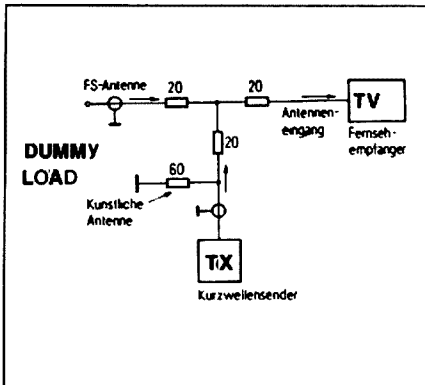 FS-Antenne
20
20
TV
Antennen-
eingang
Fernseh-
empfänger
20
DUMMY
LOAD
60
Künstliche
Antenne
TX
Kurzwellensender